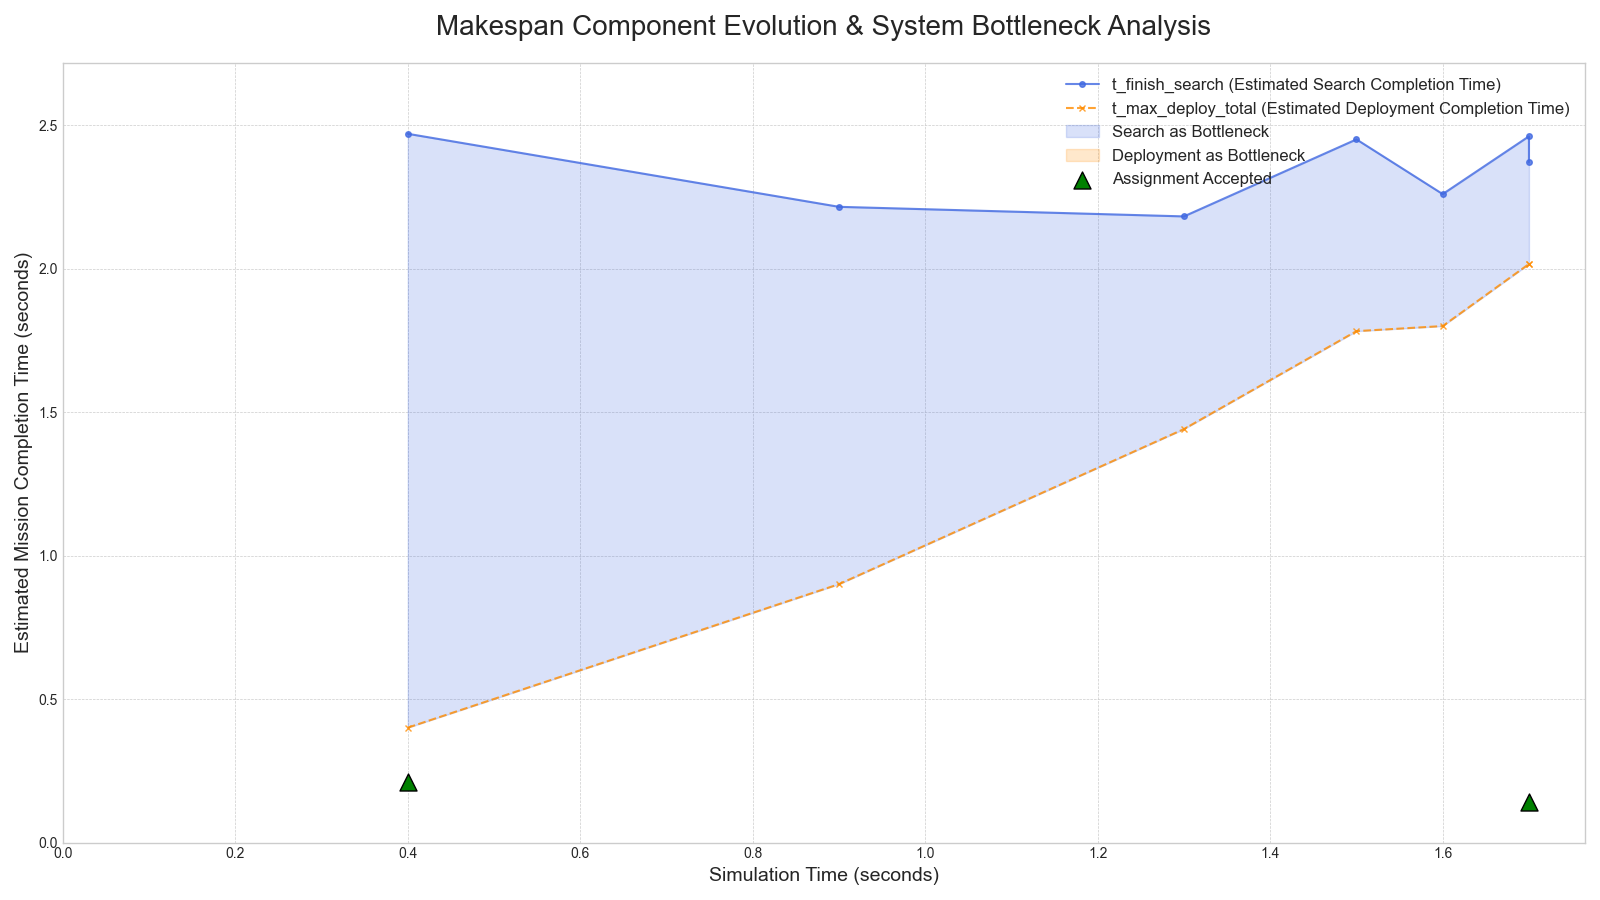 Makespan Component Evolution & System Bottleneck Analysis
t_finish_search (Estimated Search Completion Time)
t_max_deploy_total (Estimated Deployment Completion Time)
Search as Bottleneck
Deployment as Bottleneck
Assignment Accepted
Estimated Mission Completion Time (seconds)
2.5
2.0
1.5
1.0
0.5
0.0
0.0
0.2
0.4
0.6
0.8
1.0
1.2
1.4
1.6
Simulation Time (seconds)